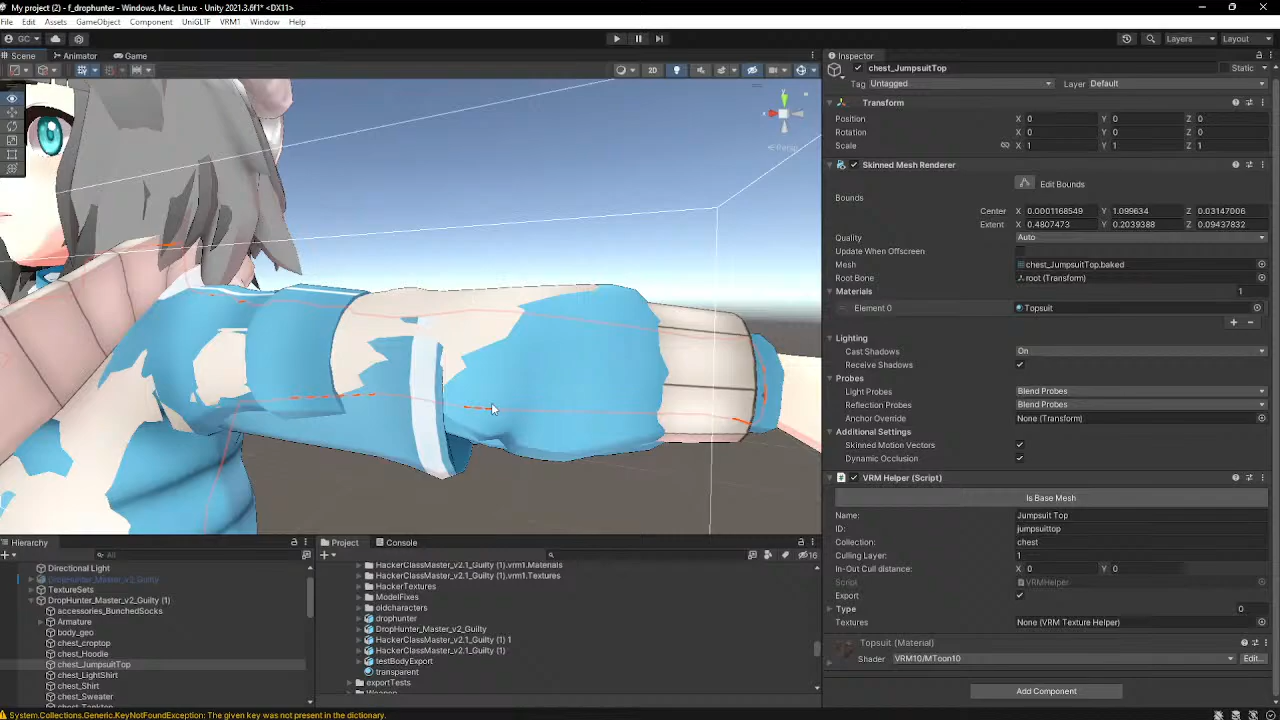 My project (2) - f_drophunter - Windows, Mac, Linux - Unity 2021.3.6f1* <DX11>
File Edit Assets GameObject Component UniGLTF VRM1 Window Help
GC Layers Layout
Scene Animator Game
2D
Persp
Inspector
chest_JumpsuitTop Static
Tag Untagged Layer Default
Transform
Position X 0 Y 0 Z 0
Rotation X 0 Y 0 Z 0
Scale X 1 Y 1 Z 1
Skinned Mesh Renderer
Edit Bounds
Bounds
Center X 0.0001168549 Y 1.099634 Z 0.03147006
Extent X 0.4807473 Y 0.2039388 Z 0.09437832
Quality Auto
Update When Offscreen
Mesh chest_JumpsuitTop.baked
Root Bone root (Transform)
Materials 1
Element 0 Topsuit
Lighting
Cast Shadows On
Receive Shadows
Probes
Light Probes Blend Probes
Reflection Probes Blend Probes
Anchor Override None (Transform)
Additional Settings
Skinned Motion Vectors
Dynamic Occlusion
VRM Helper (Script)
Is Base Mesh
Name: Jumpsuit Top
ID: jumpsuittop
Collection: chest
Culling Layer: 1
In-Out Cull distance: X 0 Y 0
Script VRMHelper
Export
Type 0
Textures None (VRM Texture Helper)
Topsuit (Material)
Shader VRM10/MToon10 Edit...
Add Component
Hierarchy
All
Directional Light
DropHunter_Master_v2_Guilty
TextureSets
DropHunter_Master_v2_Guilty (1)
accessories_BunchedSocks
Armature
body_geo
chest_croptop
chest_Hoodie
chest_JumpsuitTop
chest_LightShirt
chest_Shirt
chest_Sweater
chest_Tanktop
Project Console
16
HackerClassMaster_v2.1_Guilty (1).vrm1.Materials
HackerClassMaster_v2.1_Guilty (1).vrm1.Textures
HackerTextures
ModelFixes
oldcharacters
drophunter
DropHunter_Master_v2_Guilty
HackerClassMaster_v2.1_Guilty (1) 1
HackerClassMaster_v2.1_Guilty (1)
testBodyExport
transparent
exportTests
Weapon
System.Collections.Generic.KeyNotFoundException: The given key was not present in the dictionary.